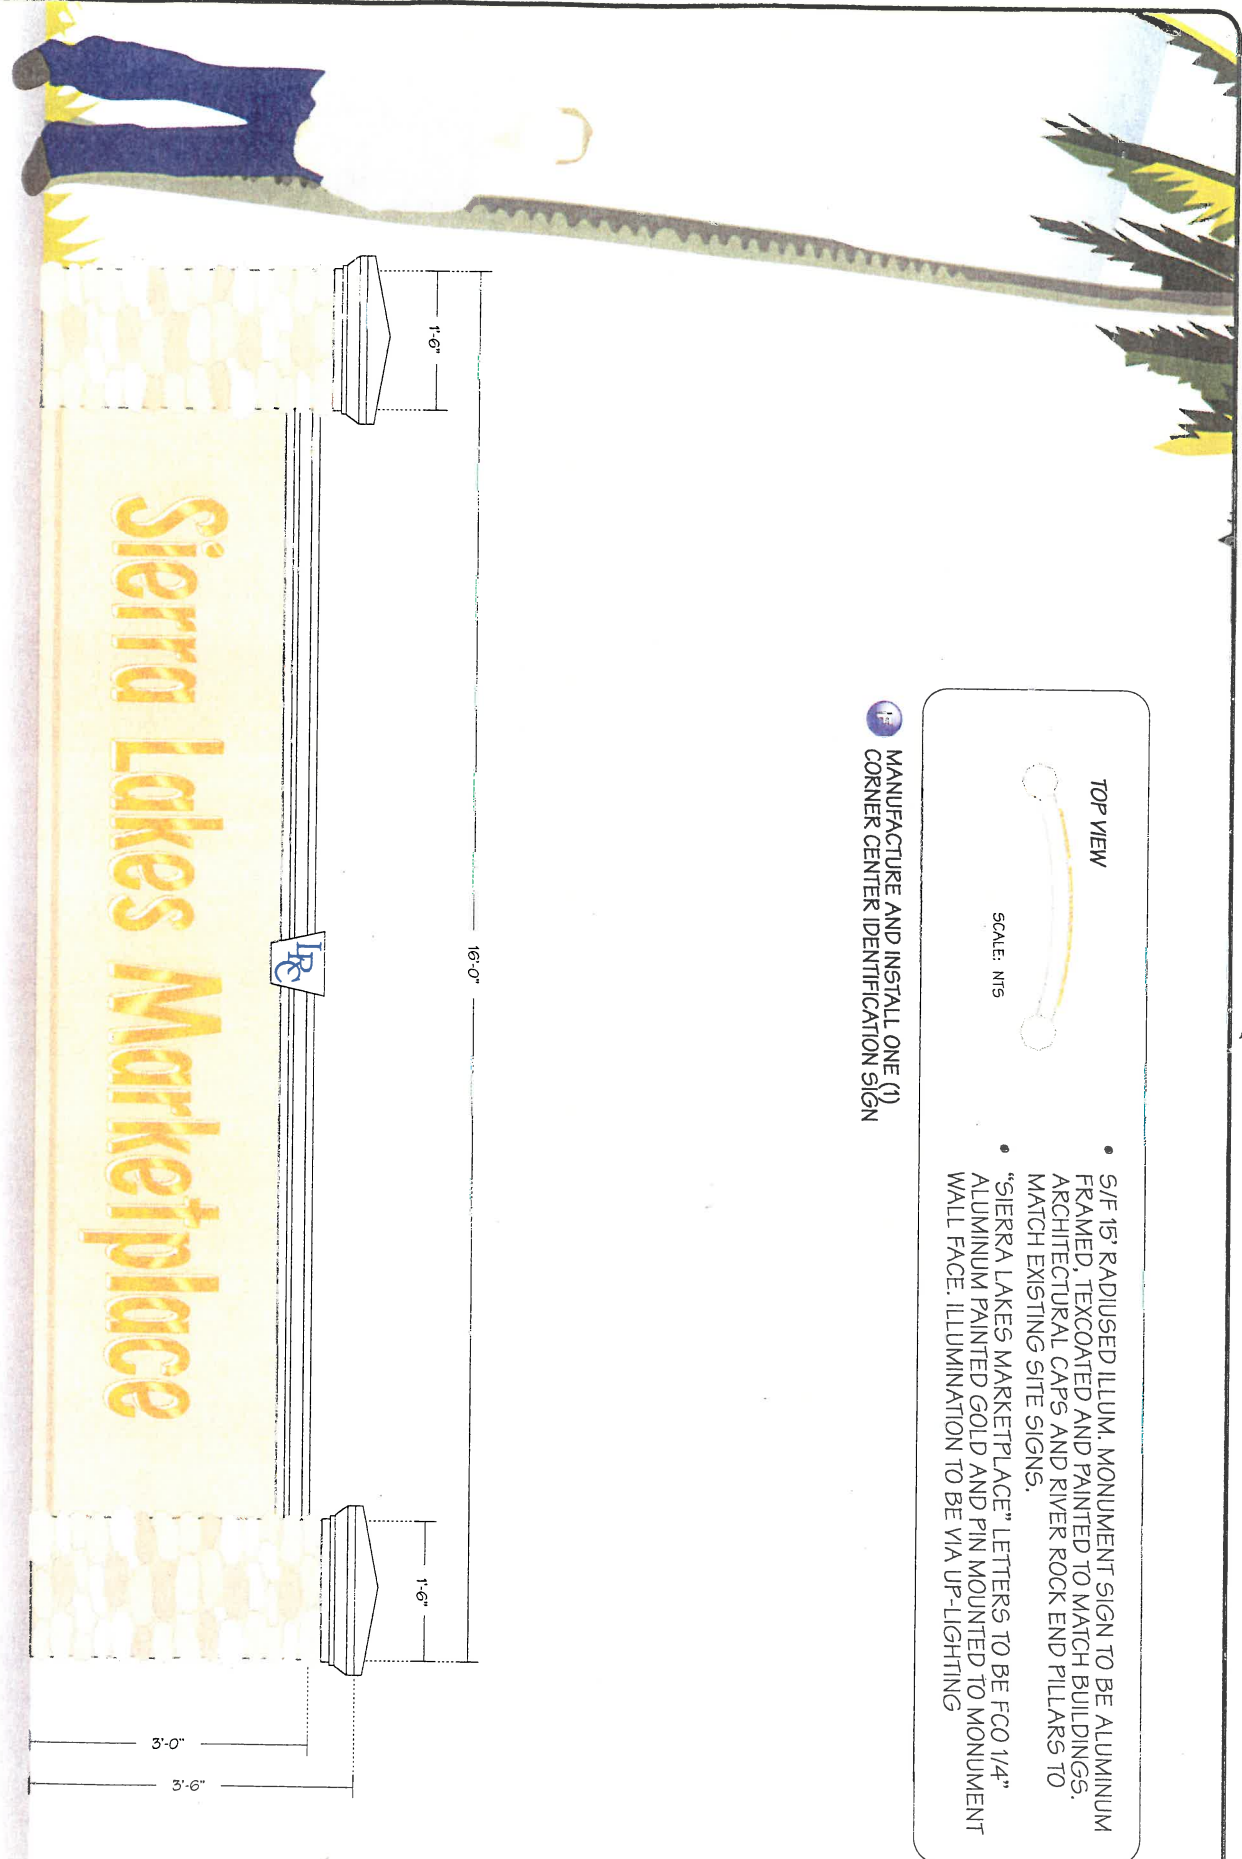 TOP VIEW
SCALE: NTS
• S/F 15' RADIUSED ILLUM. MONUMENT SIGN TO BE ALUMINUM
FRAMED, TEXCOATED AND PAINTED TO MATCH BUILDINGS.
ARCHITECTURAL CAPS AND RIVER ROCK END PILLARS TO
MATCH EXISTING SITE SIGNS.
• "SIERRA LAKES MARKETPLACE" LETTERS TO BE FCO 1/4"
ALUMINUM PAINTED GOLD AND PIN MOUNTED TO MONUMENT
WALL FACE. ILLUMINATION TO BE VIA UP-LIGHTING
MANUFACTURE AND INSTALL ONE (1)
CORNER CENTER IDENTIFICATION SIGN
16'-0"
1'-6"
1'-6"
LPC
Sierra Lakes Marketplace
3'-0"
3'-6"